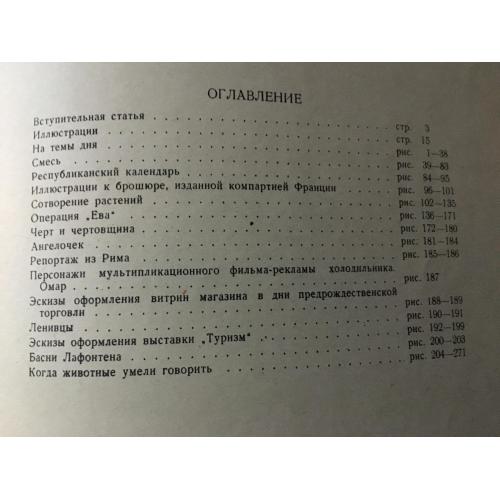 ОГЛАВЛЕНИЕ
Вступительная статья . . . . . . . . . . стр. 3
Иллюстрации . . . . . . . . . . стр. 15
На темы дня . . . . . . . . . . рис. 1—38
Смесь . . . . . . . . . . рис. 39—83
Республиканский календарь . . . . . . . . . . рис. 84—95
Иллюстрации к брошюре, изданной компартией Франции . . . . . рис. 96—101
Сотворение растений . . . . . . . . . . рис. 102—135
Операция „Ева“ . . . . . . . . . . рис. 136—171
Черт и чертовщина . . . . . . . . . . рис. 172—180
Ангелочек . . . . . . . . . . рис. 181—184
Репортаж из Рима . . . . . . . . . . рис. 185—186
Персонажи мультипликационного фильма-рекламы холодильника.
Омар . . . . . . . . . . рис. 187
Эскизы оформления витрин магазина в дни предрождественской
торговли . . . . . . . . . . рис. 188—189
Ленивцы . . . . . . . . . . рис. 190—191
Эскизы оформления выставки „Туризм“ . . . . . . . . рис. 192—199
Басни Лафонтена . . . . . . . . . . рис. 200—203
Когда животные умели говорить . . . . . . . . . . рис. 204—271